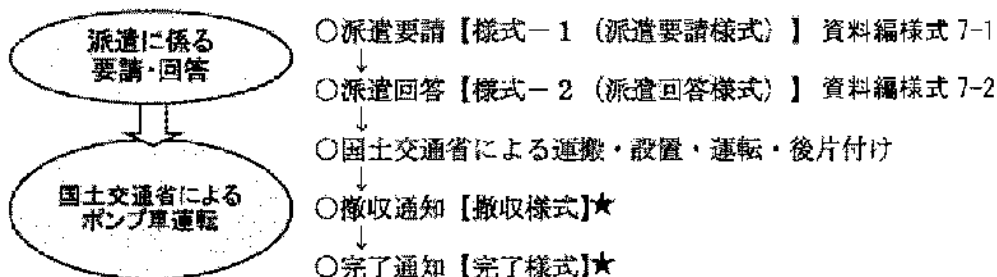 派遣に係る
要請・回答
○派遣要請【様式－1（派遣要請様式）】 資料編様式 7-1
↓
○派遣回答【様式－2（派遣回答様式）】 資料編様式 7-2
↓
○国土交通省による運搬・設置・運転・後片付け
↓
国土交通省による
ポンプ車運転
○撤収通知【撤収様式】★
↓
○完了通知【完了様式】★